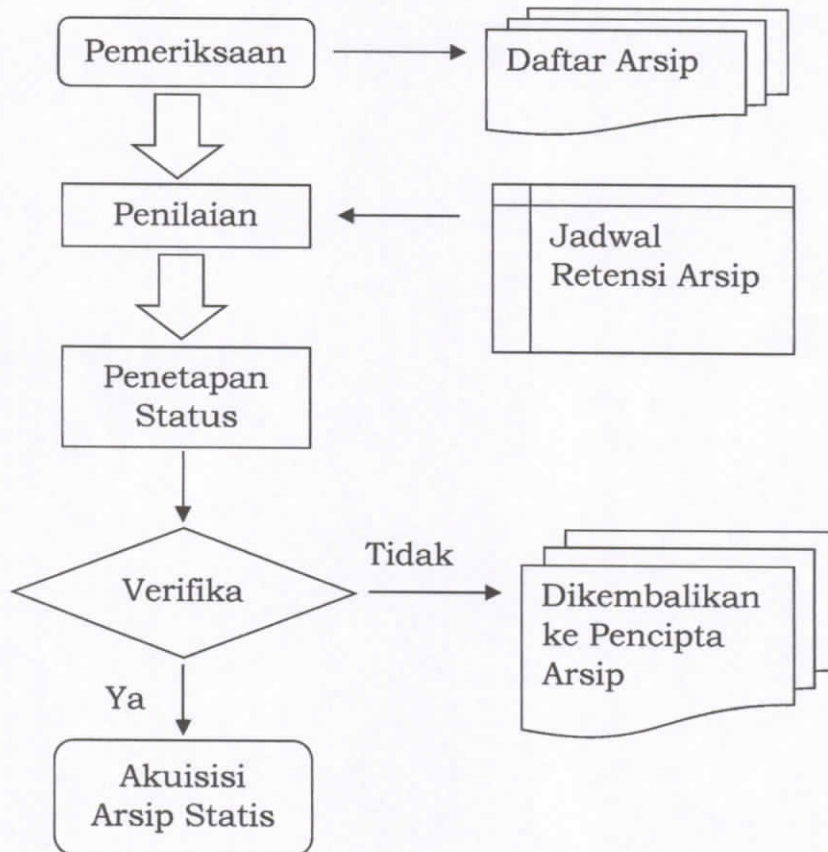 Pemeriksaan
Daftar Arsip
Penilaian
Jadwal
Retensi Arsip
Penetapan
Status
Verifika
Tidak
Dikembalikan
ke Pencipta
Arsip
Ya
Akuisisi
Arsip Statis